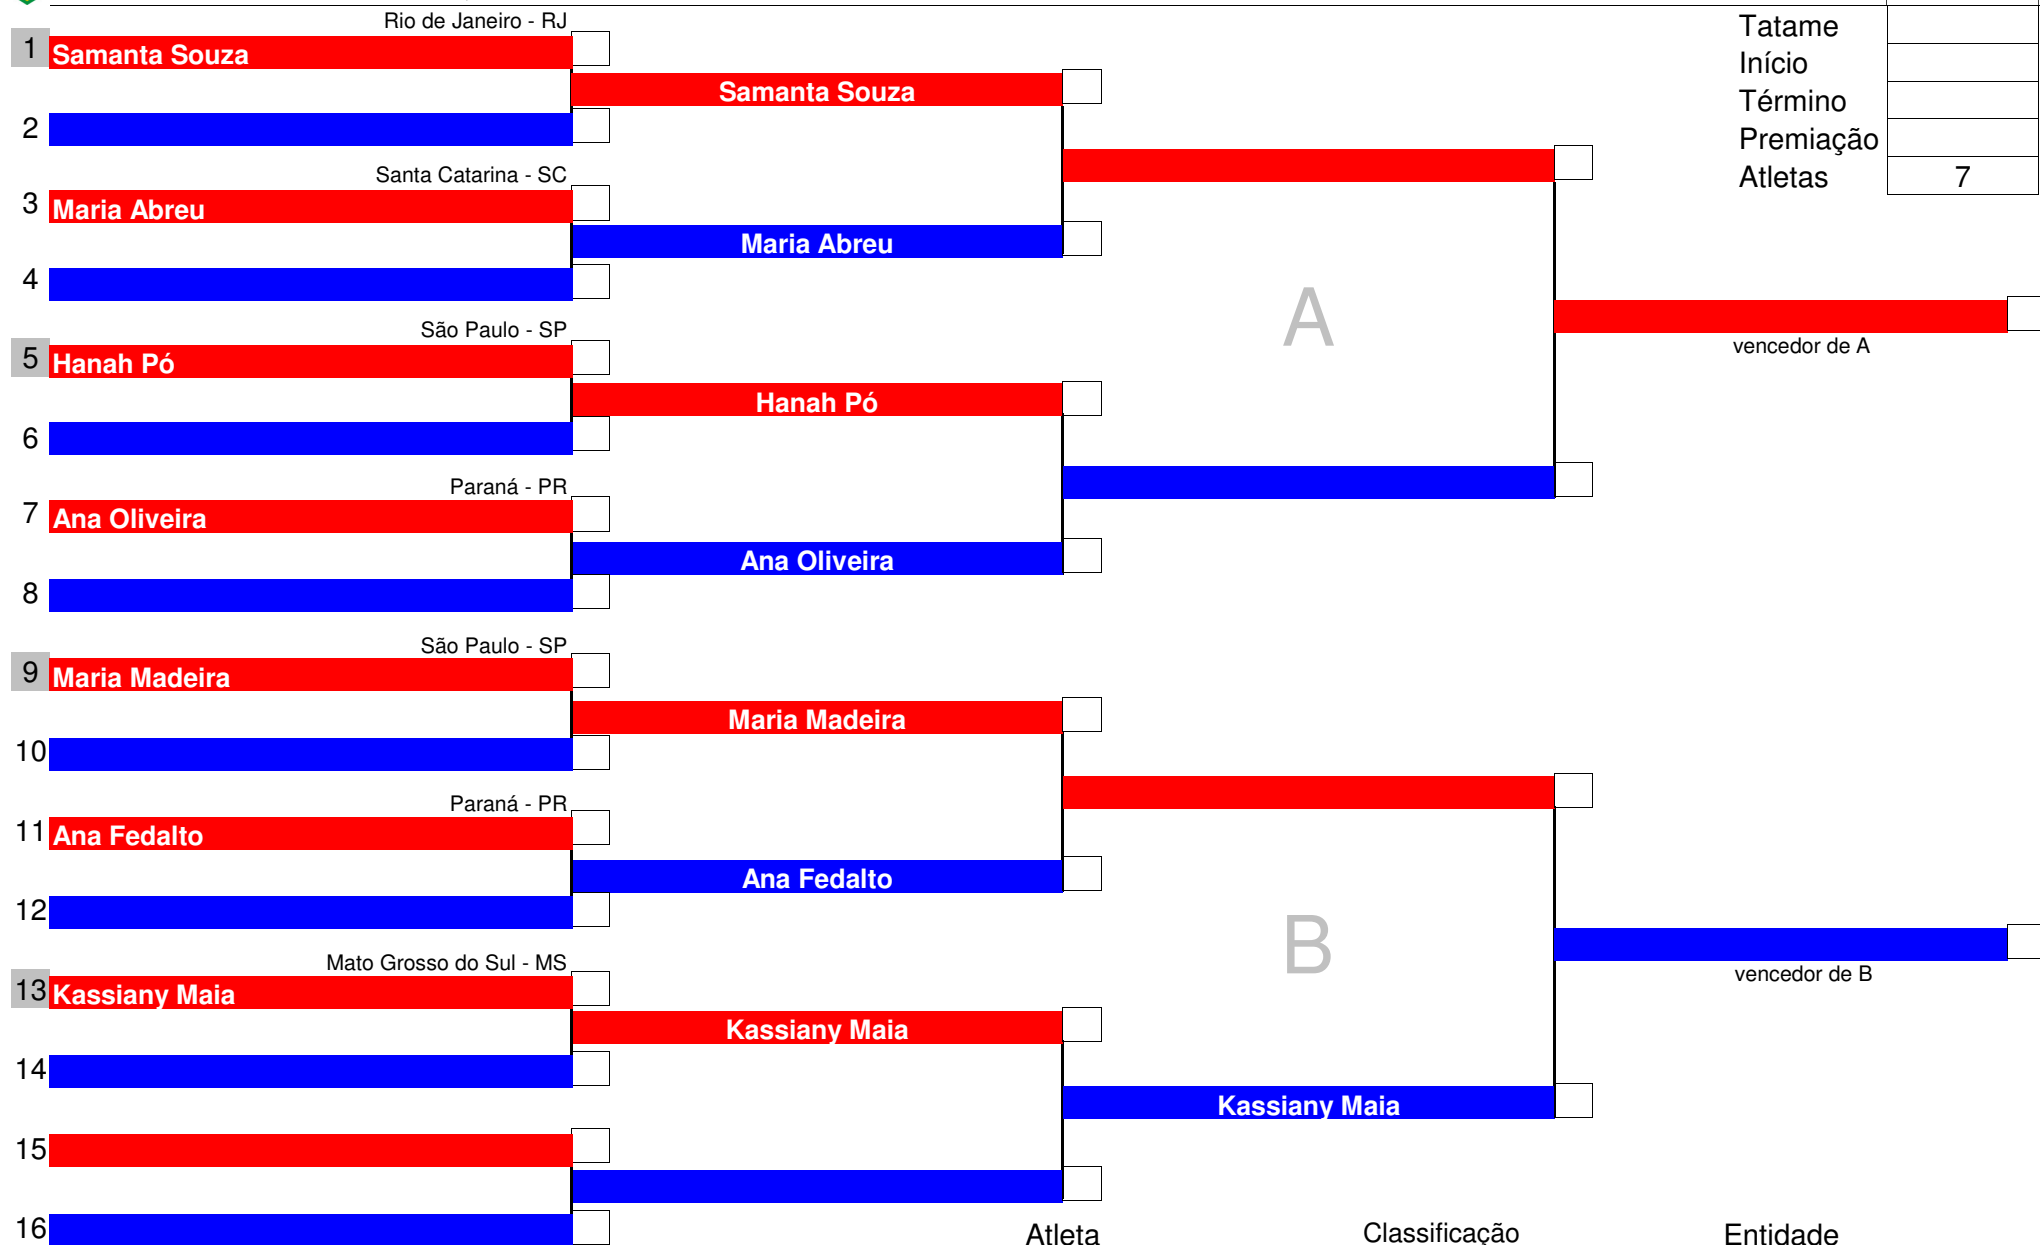 Rio de Janeiro - RJ
Tatame
1 Samanta Souza
Início
Samanta Souza
Término
2
Premiação
Santa Catarina - SC
Atletas 7
3 Maria Abreu
Maria Abreu
4
A
São Paulo - SP
vencedor de A
5 Hanah Pó
Hanah Pó
6
Paraná - PR
7 Ana Oliveira
Ana Oliveira
8
São Paulo - SP
9 Maria Madeira
Maria Madeira
10
Paraná - PR
11 Ana Fedalto
Ana Fedalto
12
B
Mato Grosso do Sul - MS
vencedor de B
13 Kassiany Maia
Kassiany Maia
14
Kassiany Maia
15
16
Atleta Classificação Entidade